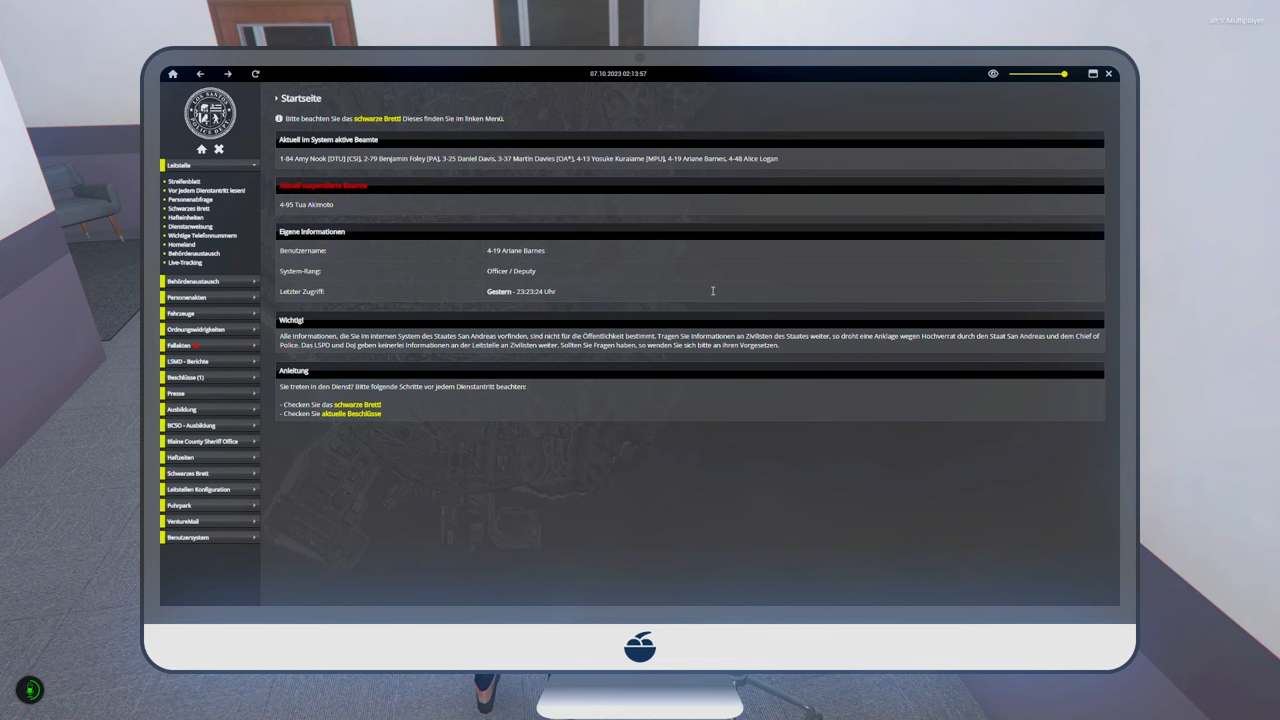 alt:V Multiplayer
07.10.2023 02:13:57
LOS SANTOS
Startseite
Bitte beachten Sie das schwarze Brett! Dieses finden Sie im linken Menü.
Aktuell im System aktive Beamte
1-84 Amy Nook [DTU] [CSI], 2-79 Benjamin Foley [PA], 3-25 Daniel Davis, 3-37 Martin Davies [OA*], 4-13 Yosuke Kuraiame [MPU], 4-19 Ariane Barnes, 4-48 Alice Logan
Aktuell suspendierte Beamte
4-95 Tua Akimoto
Eigene Informationen
Benutzername: 4-19 Ariane Barnes
System-Rang: Officer / Deputy
Letzter Zugriff: Gestern - 23:23:24 Uhr
Wichtig!
Alle Informationen, die Sie im Internen System des Staates San Andreas vorfinden, sind nicht für die Öffentlichkeit bestimmt. Tragen Sie Informationen an Zivilisten des Staates weiter, so droht eine Anklage wegen Hochverrat durch den Staat San Andreas und dem Chief of
Police. Das LSPD und DoJ geben keinerlei Informationen an der Leitstelle an Zivilisten weiter. Sollten Sie Fragen haben, so wenden Sie sich bitte an Ihren Vorgesetzen.
Anleitung
Sie treten in den Dienst? Bitte folgende Schritte vor jedem Dienstantritt beachten:
- Checken Sie das schwarze Brett!
- Checken Sie aktuelle Beschlüsse
Leitstelle
Streifenblatt
Vor jedem Dienstantritt lesen!
Personenabfrage
Schwarzes Brett
Hafteinheiten
Dienstanweisung
Wichtige Telefonnummern
Homeland
Behördenaustausch
Live-Tracking
Behördenaustausch
Personenakten
Fahrzeuge
Ordnungswidrigkeiten
Fallakten
LSMD - Berichte
Beschlüsse (1)
Presse
Ausbildung
BCSO - Ausbildung
Blaine County Sheriff Office
Haftzeiten
Schwarzes Brett
Leitstellen Konfiguration
Fuhrpark
VentureMail
Benutzersystem